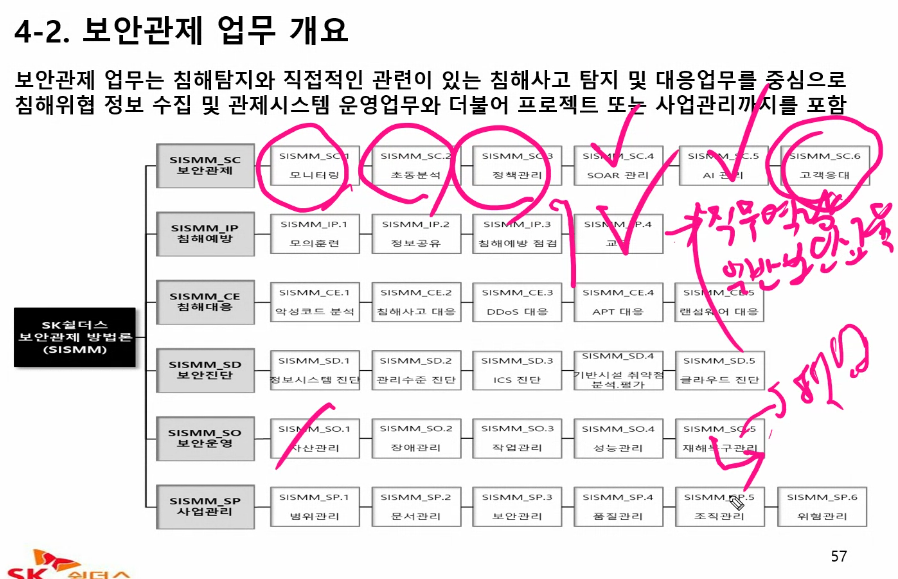 4-2. 보안관제 업무 개요
보안관제 업무는 침해탐지와 직접적인 관련이 있는 침해사고 탐지 및 대응업무를 중심으로
침해위협 정보 수집 및 관제시스템 운영업무와 더불어 프로젝트 또는 사업관리까지를 포함
SK쉴더스
보안관제 방법론
(SISMM)
SISMM_SC
보안관제
SISMM_SC.1
모니터링
SISMM_SC.2
초동분석
SISMM_SC.3
정책관리
SISMM_SC.4
SOAR 관리
SISMM_SC.5
AI 관리
SISMM_SC.6
고객응대
SISMM_IP
침해예방
SISMM_IP.1
모의훈련
SISMM_IP.2
정보공유
SISMM_IP.3
침해예방 점검
SISMM_IP.4
교육
직무역량
일반보안교육
SISMM_CE
침해대응
SISMM_CE.1
악성코드 분석
SISMM_CE.2
침해사고 대응
SISMM_CE.3
DDoS 대응
SISMM_CE.4
APT 대응
SISMM_CE.5
랜섬웨어 대응
SISMM_SD
보안진단
SISMM_SD.1
정보시스템 진단
SISMM_SD.2
관리수준 진단
SISMM_SD.3
ICS 진단
SISMM_SD.4
기반시설 취약점
분석.평가
SISMM_SD.5
클라우드 진단
SISMM_SO
보안운영
SISMM_SO.1
자산관리
SISMM_SO.2
장애관리
SISMM_SO.3
작업관리
SISMM_SO.4
성능관리
SISMM_SO.5
재해복구관리
SISMM_SP
사업관리
SISMM_SP.1
범위관리
SISMM_SP.2
문서관리
SISMM_SP.3
보안관리
SISMM_SP.4
품질관리
SISMM_SP.5
조직관리
SISMM_SP.6
위험관리
57
SK 쉴더스